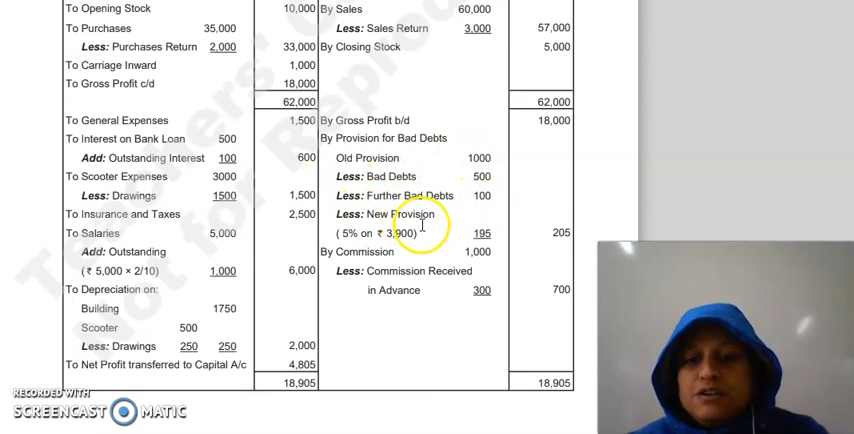 To Opening Stock 10,000 By Sales 60,000
To Purchases 35,000 Less: Sales Return 3,000 57,000
Less: Purchases Return 2,000 33,000 By Closing Stock 5,000
To Carriage Inward 1,000
To Gross Profit c/d 18,000
62,000 62,000
To General Expenses 1,500 By Gross Profit b/d 18,000
To Interest on Bank Loan 500 By Provision for Bad Debts
Add: Outstanding Interest 100 600 Old Provision 1000
To Scooter Expenses 3000 Less: Bad Debts 500
Less: Drawings 1500 1,500 Less: Further Bad Debts 100
To Insurance and Taxes 2,500 Less: New Provision
To Salaries 5,000 ( 5% on ₹ 3,900) 195 205
Add: Outstanding By Commission 1,000
(₹ 5,000 × 2/10) 1,000 6,000 Less: Commission Received
To Depreciation on: in Advance 300 700
Building 1750
Scooter 500
Less: Drawings 250 250 2,000
To Net Profit transferred to Capital A/c 4,805
18,905 18,905
Teachers'
Not for Re
RECORDED WITH
SCREENCAST MATIC